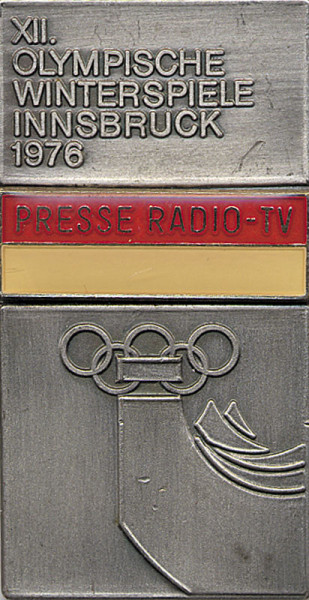 XII.
OLYMPISCHE
WINTERSPIELE
INNSBRUCK
1976
PRESSE RADIO-TV